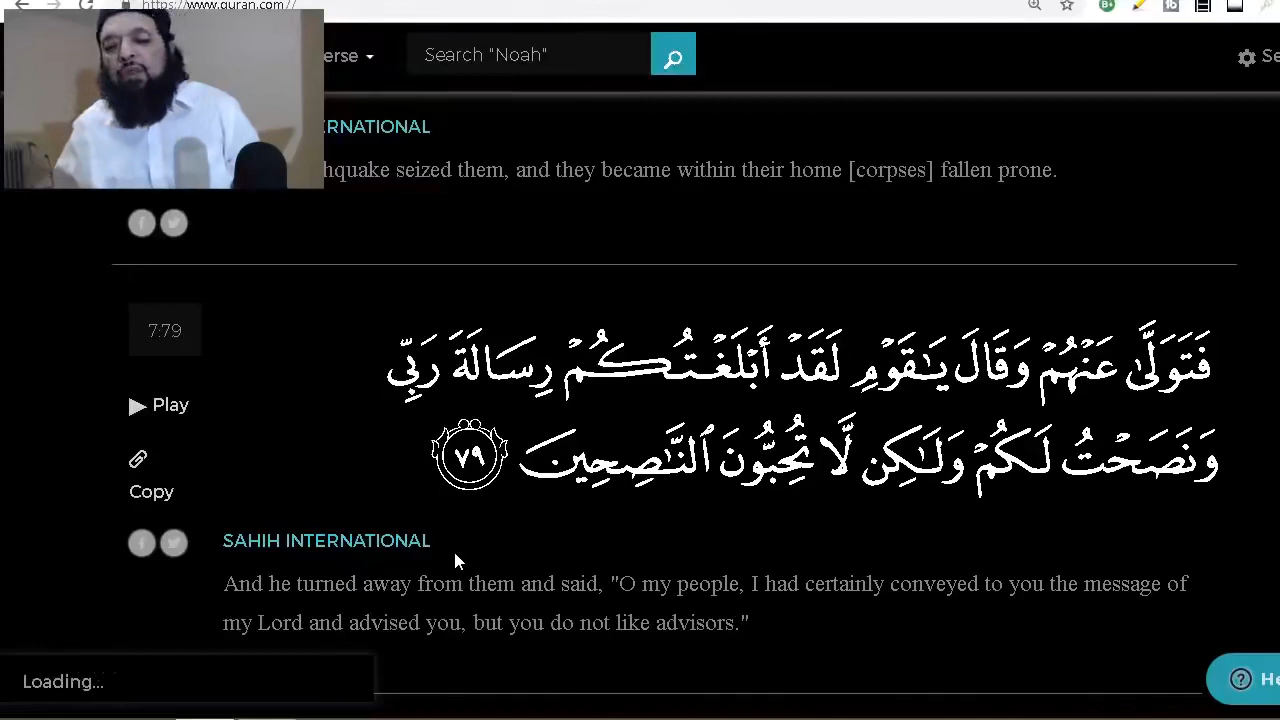 https://www.quran.com//
erse
Search "Noah"
Se
ERNATIONAL
hquake seized them, and they became within their home [corpses] fallen prone.
7:79
فَتَوَلَّىٰ عَنْهُمْ وَقَالَ يَـٰقَوْمِ لَقَدْ أَبْلَغْتُكُمْ رِسَالَةَ رَبِّى
وَنَصَحْتُ لَكُمْ وَلَـٰكِن لَّا تُحِبُّونَ ٱلنَّـٰصِحِينَ ٧٩
Play
Copy
SAHIH INTERNATIONAL
And he turned away from them and said, "O my people, I had certainly conveyed to you the message of
my Lord and advised you, but you do not like advisors."
Loading...
He